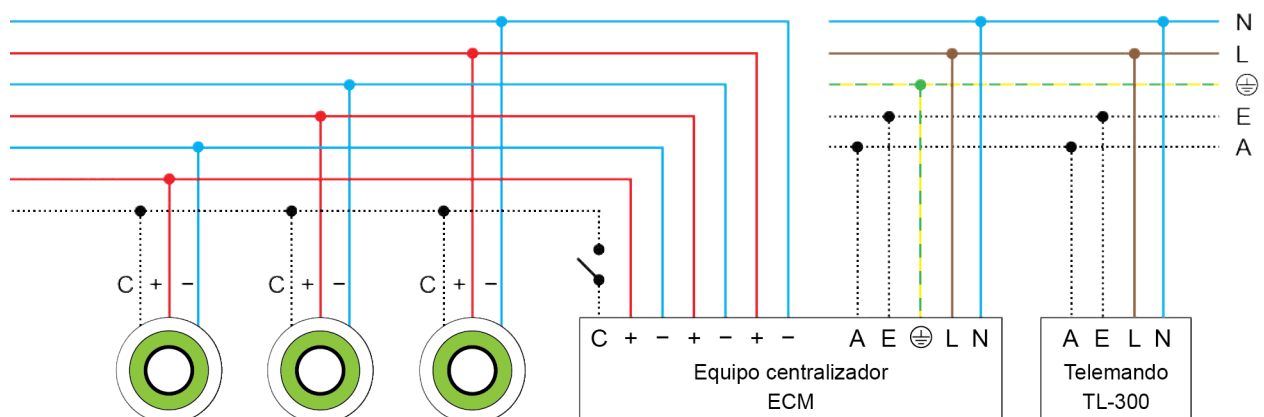 N
L
E
A
C + −
C + −
C + −
C + − + − + −
A E L N
A E L N
Equipo centralizador
ECM
Telemando
TL-300